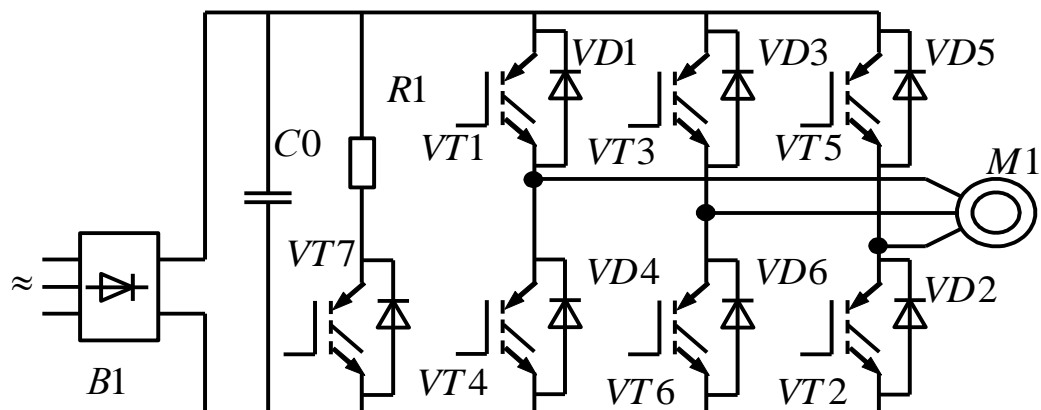 VD1
VD3
VD5
R1
C0
VT1
VT3
VT5
M1
VT7
VD4
VD6
VD2
≈
B1
VT4
VT6
VT2